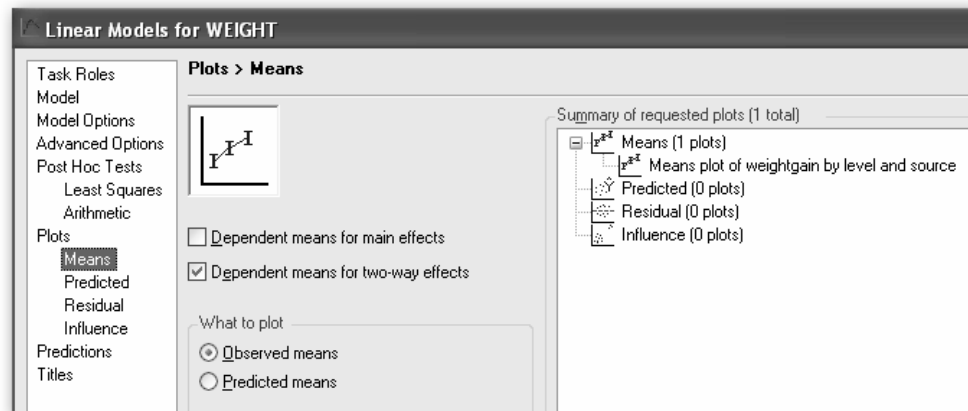 Linear Models for WEIGHT
Task Roles
Model
Model Options
Advanced Options
Post Hoc Tests
Least Squares
Arithmetic
Plots
Means
Predicted
Residual
Influence
Predictions
Titles
Plots > Means
Dependent means for main effects
Dependent means for two-way effects
What to plot
Observed means
Predicted means
Summary of requested plots (1 total)
Means (1 plots)
Means plot of weightgain by level and source
Predicted (0 plots)
Residual (0 plots)
Influence (0 plots)